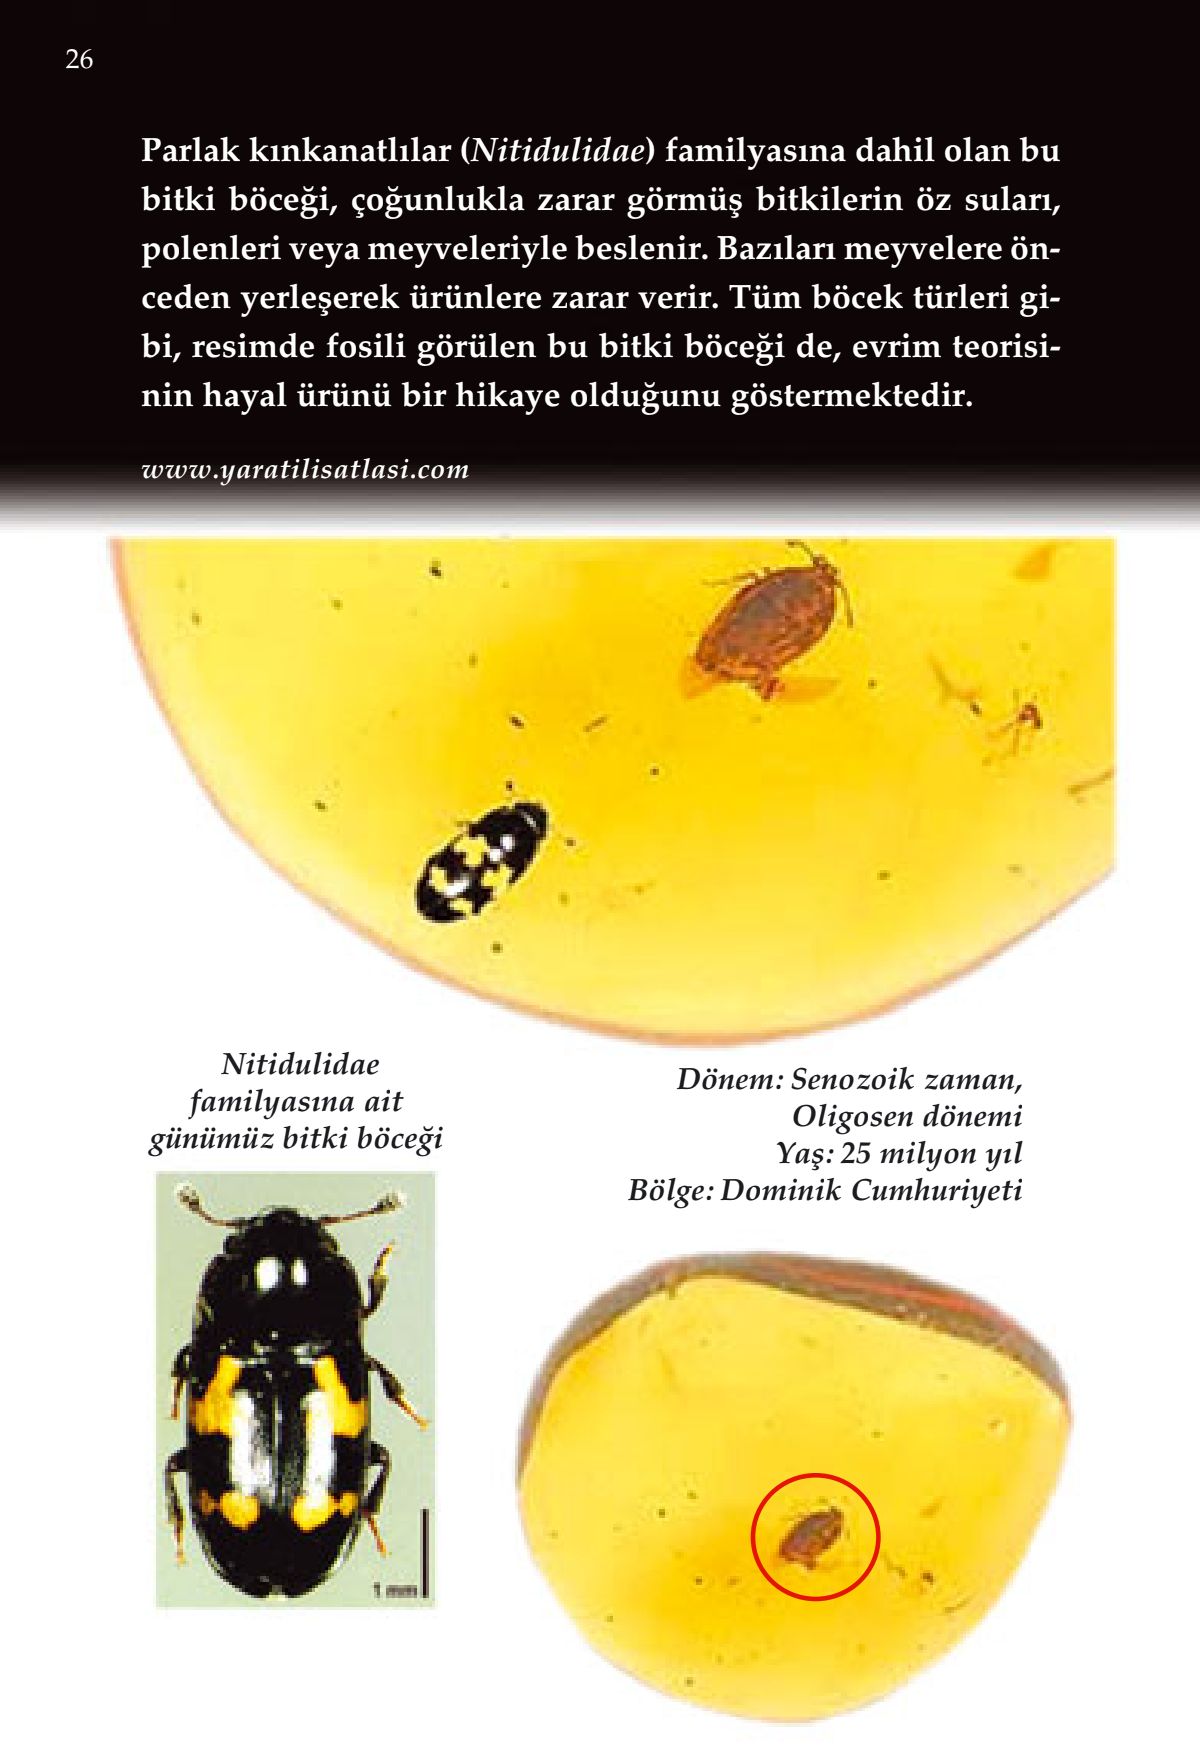 26
Parlak kınkanatlılar (Nitidulidae) familyasına dahil olan bu
bitki böceği, çoğunlukla zarar görmüş bitkilerin öz suları,
polenleri veya meyveleriyle beslenir. Bazıları meyvelere ön-
ceden yerleşerek ürünlere zarar verir. Tüm böcek türleri gi-
bi, resimde fosili görülen bu bitki böceği de, evrim teorisi-
nin hayal ürünü bir hikaye olduğunu göstermektedir.
www.yaratilisatlasi.com
Nitidulidae
familyasına ait
günümüz bitki böceği
Dönem: Senozoik zaman,
Oligosen dönemi
Yaş: 25 milyon yıl
Bölge: Dominik Cumhuriyeti
1 mm